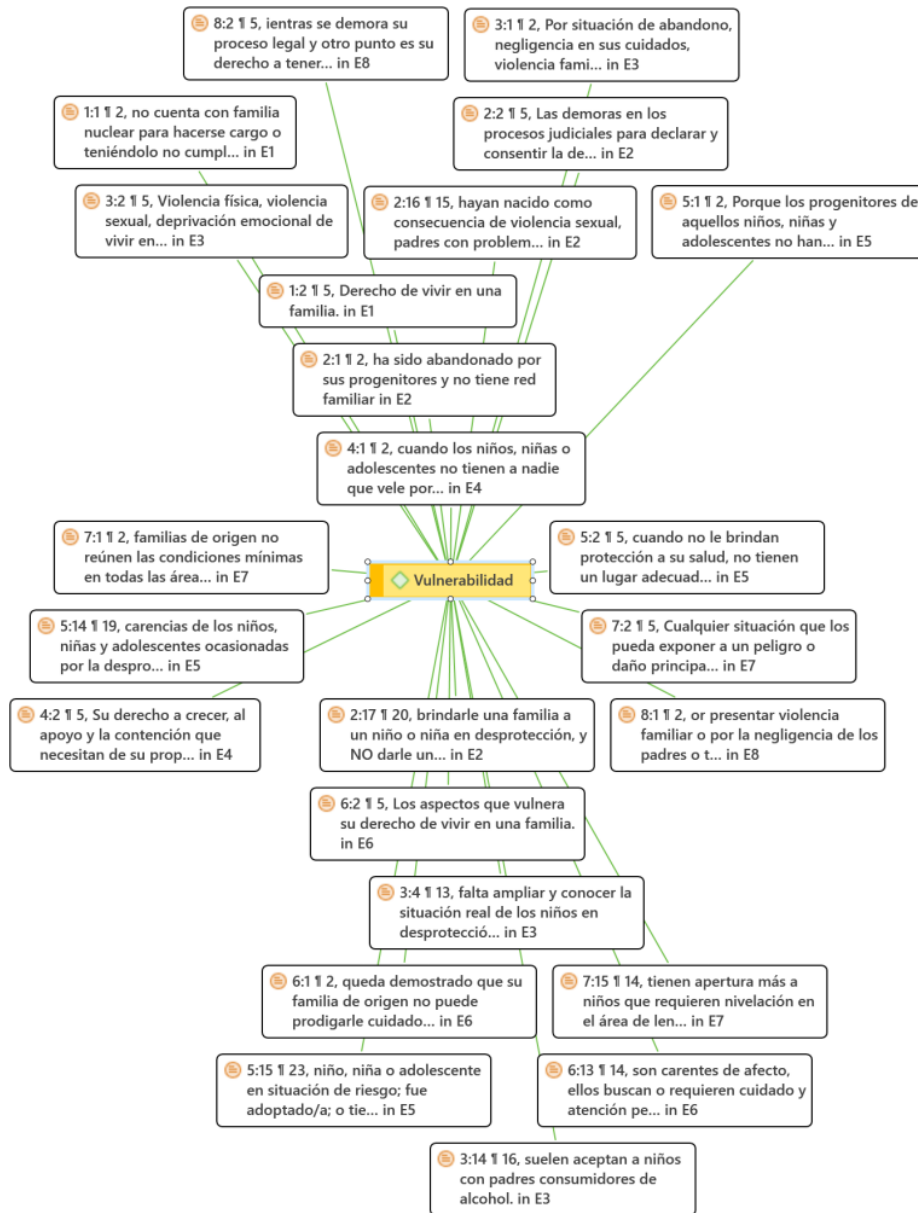 8:2 ¶ 5, ientras se demora su
proceso legal y otro punto es su
derecho a tener... in E8
3:1 ¶ 2, Por situación de abandono,
negligencia en sus cuidados,
violencia fami... in E3
1:1 ¶ 2, no cuenta con familia
nuclear para hacerse cargo o
teniéndolo no cumpl... in E1
2:2 ¶ 5, Las demoras en los
procesos judiciales para declarar y
consentir la de... in E2
3:2 ¶ 5, Violencia física, violencia
sexual, deprivación emocional de
vivir en... in E3
2:16 ¶ 15, hayan nacido como
consecuencia de violencia sexual,
padres con problem... in E2
5:1 ¶ 2, Porque los progenitores de
aquellos niños, niñas y
adolescentes no han... in E5
1:2 ¶ 5, Derecho de vivir en una
familia. in E1
2:1 ¶ 2, ha sido abandonado por
sus progenitores y no tiene red
familiar in E2
4:1 ¶ 2, cuando los niños, niñas o
adolescentes no tienen a nadie
que vele por... in E4
7:1 ¶ 2, familias de origen no
reúnen las condiciones mínimas
en todas las área... in E7
5:2 ¶ 5, cuando no le brindan
protección a su salud, no tienen
un lugar adecuad... in E5
Vulnerabilidad
5:14 ¶ 19, carencias de los niños,
niñas y adolescentes ocasionadas
por la despro... in E5
7:2 ¶ 5, Cualquier situación que los
pueda exponer a un peligro o
daño principa... in E7
4:2 ¶ 5, Su derecho a crecer, al
apoyo y la contención que
necesitan de su prop... in E4
2:17 ¶ 20, brindarle una familia a
un niño o niña en desprotección, y
NO darle un... in E2
8:1 ¶ 2, or presentar violencia
familiar o por la negligencia de los
padres o t... in E8
6:2 ¶ 5, Los aspectos que vulnera
su derecho de vivir en una familia.
in E6
3:4 ¶ 13, falta ampliar y conocer la
situación real de los niños en
desprotecció... in E3
6:1 ¶ 2, queda demostrado que su
familia de origen no puede
prodigarle cuidado... in E6
7:15 ¶ 14, tienen apertura más a
niños que requieren nivelación en
el área de len... in E7
5:15 ¶ 23, niño, niña o adolescente
en situación de riesgo; fue
adoptado/a; o tie... in E5
6:13 ¶ 14, son carentes de afecto,
ellos buscan o requieren cuidado y
atención pe... in E6
3:14 ¶ 16, suelen aceptan a niños
con padres consumidores de
alcohol. in E3